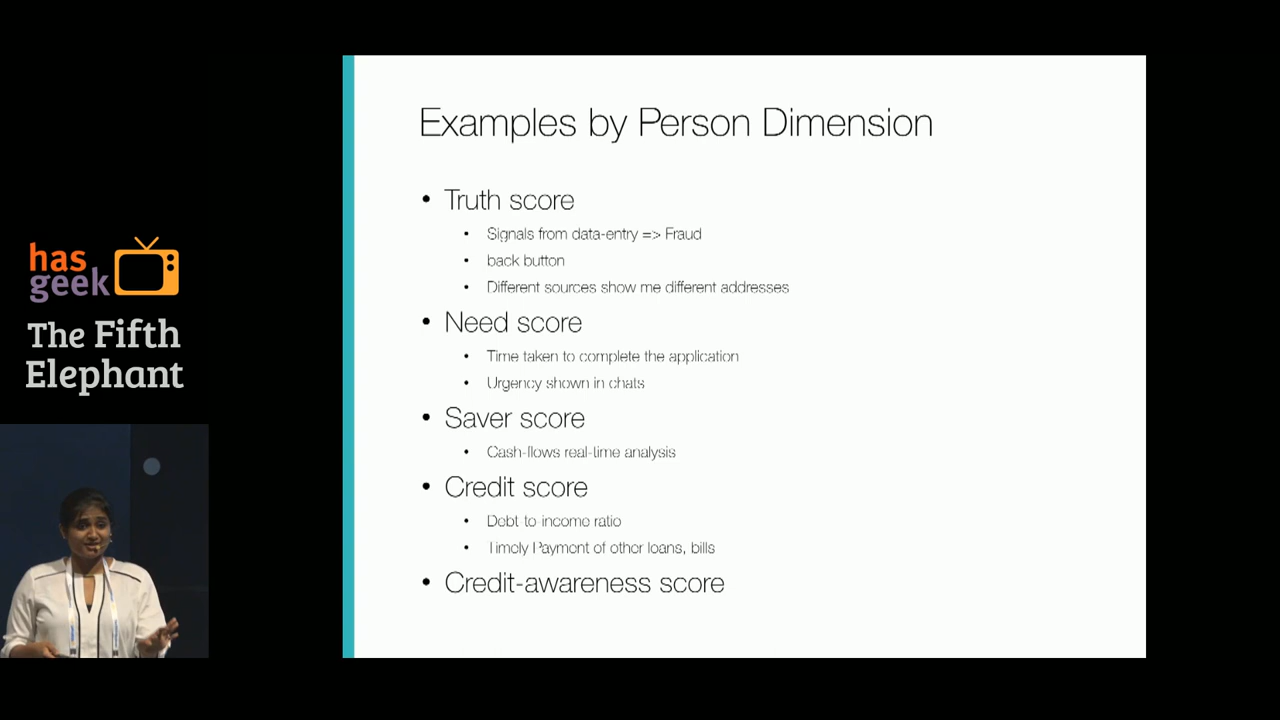 has
geek
The Fifth
Elephant
Examples by Person Dimension
• Truth score
• Signals from data-entry => Fraud
• back button
• Different sources show me different addresses
• Need score
• Time taken to complete the application
• Urgency shown in chats
• Saver score
• Cash-flows real-time analysis
• Credit score
• Debt-to-income ratio
• Timely Payment of other loans, bills
• Credit-awareness score